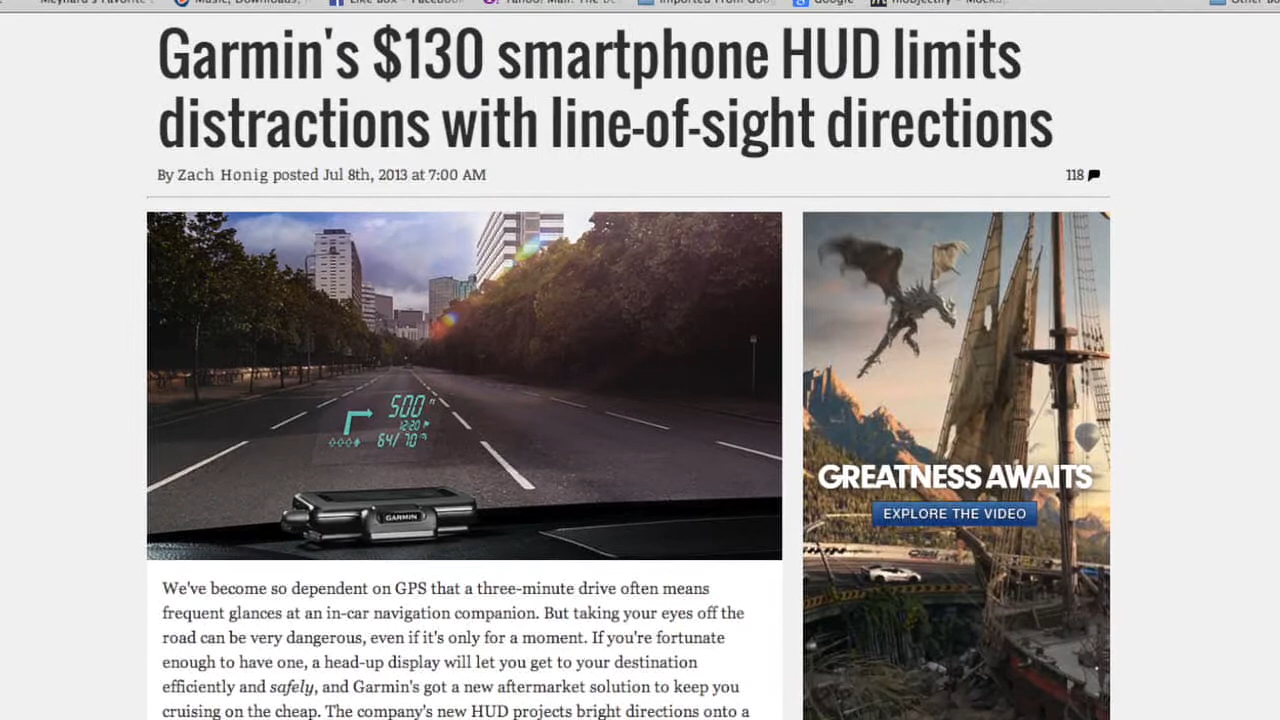 Garmin's $130 smartphone HUD limits
distractions with line-of-sight directions
By Zach Honig posted Jul 8th, 2013 at 7:00 AM
118
500
12:20
64/70
GARMIN
GREATNESS AWAITS
EXPLORE THE VIDEO
We've become so dependent on GPS that a three-minute drive often means
frequent glances at an in-car navigation companion. But taking your eyes off the
road can be very dangerous, even if it's only for a moment. If you're fortunate
enough to have one, a head-up display will let you get to your destination
efficiently and safely, and Garmin's got a new aftermarket solution to keep you
cruising on the cheap. The company's new HUD projects bright directions onto a